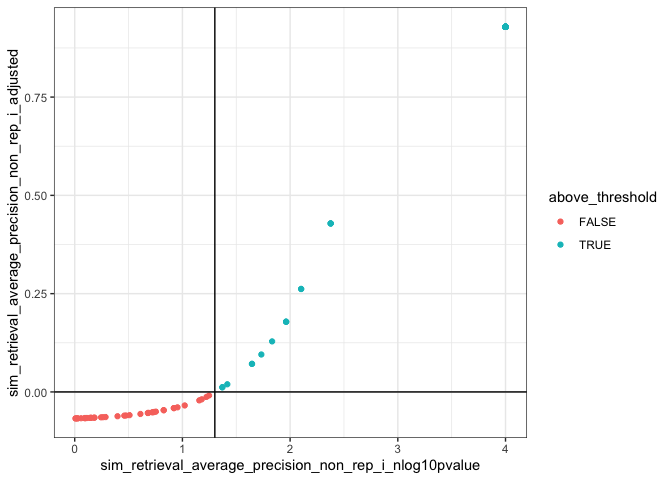 sim_retrieval_average_precision_non_rep_i_adjusted
0.75
0.50
0.25
0.00
0
1
2
3
4
sim_retrieval_average_precision_non_rep_i_nlog10pvalue
above_threshold
FALSE
TRUE